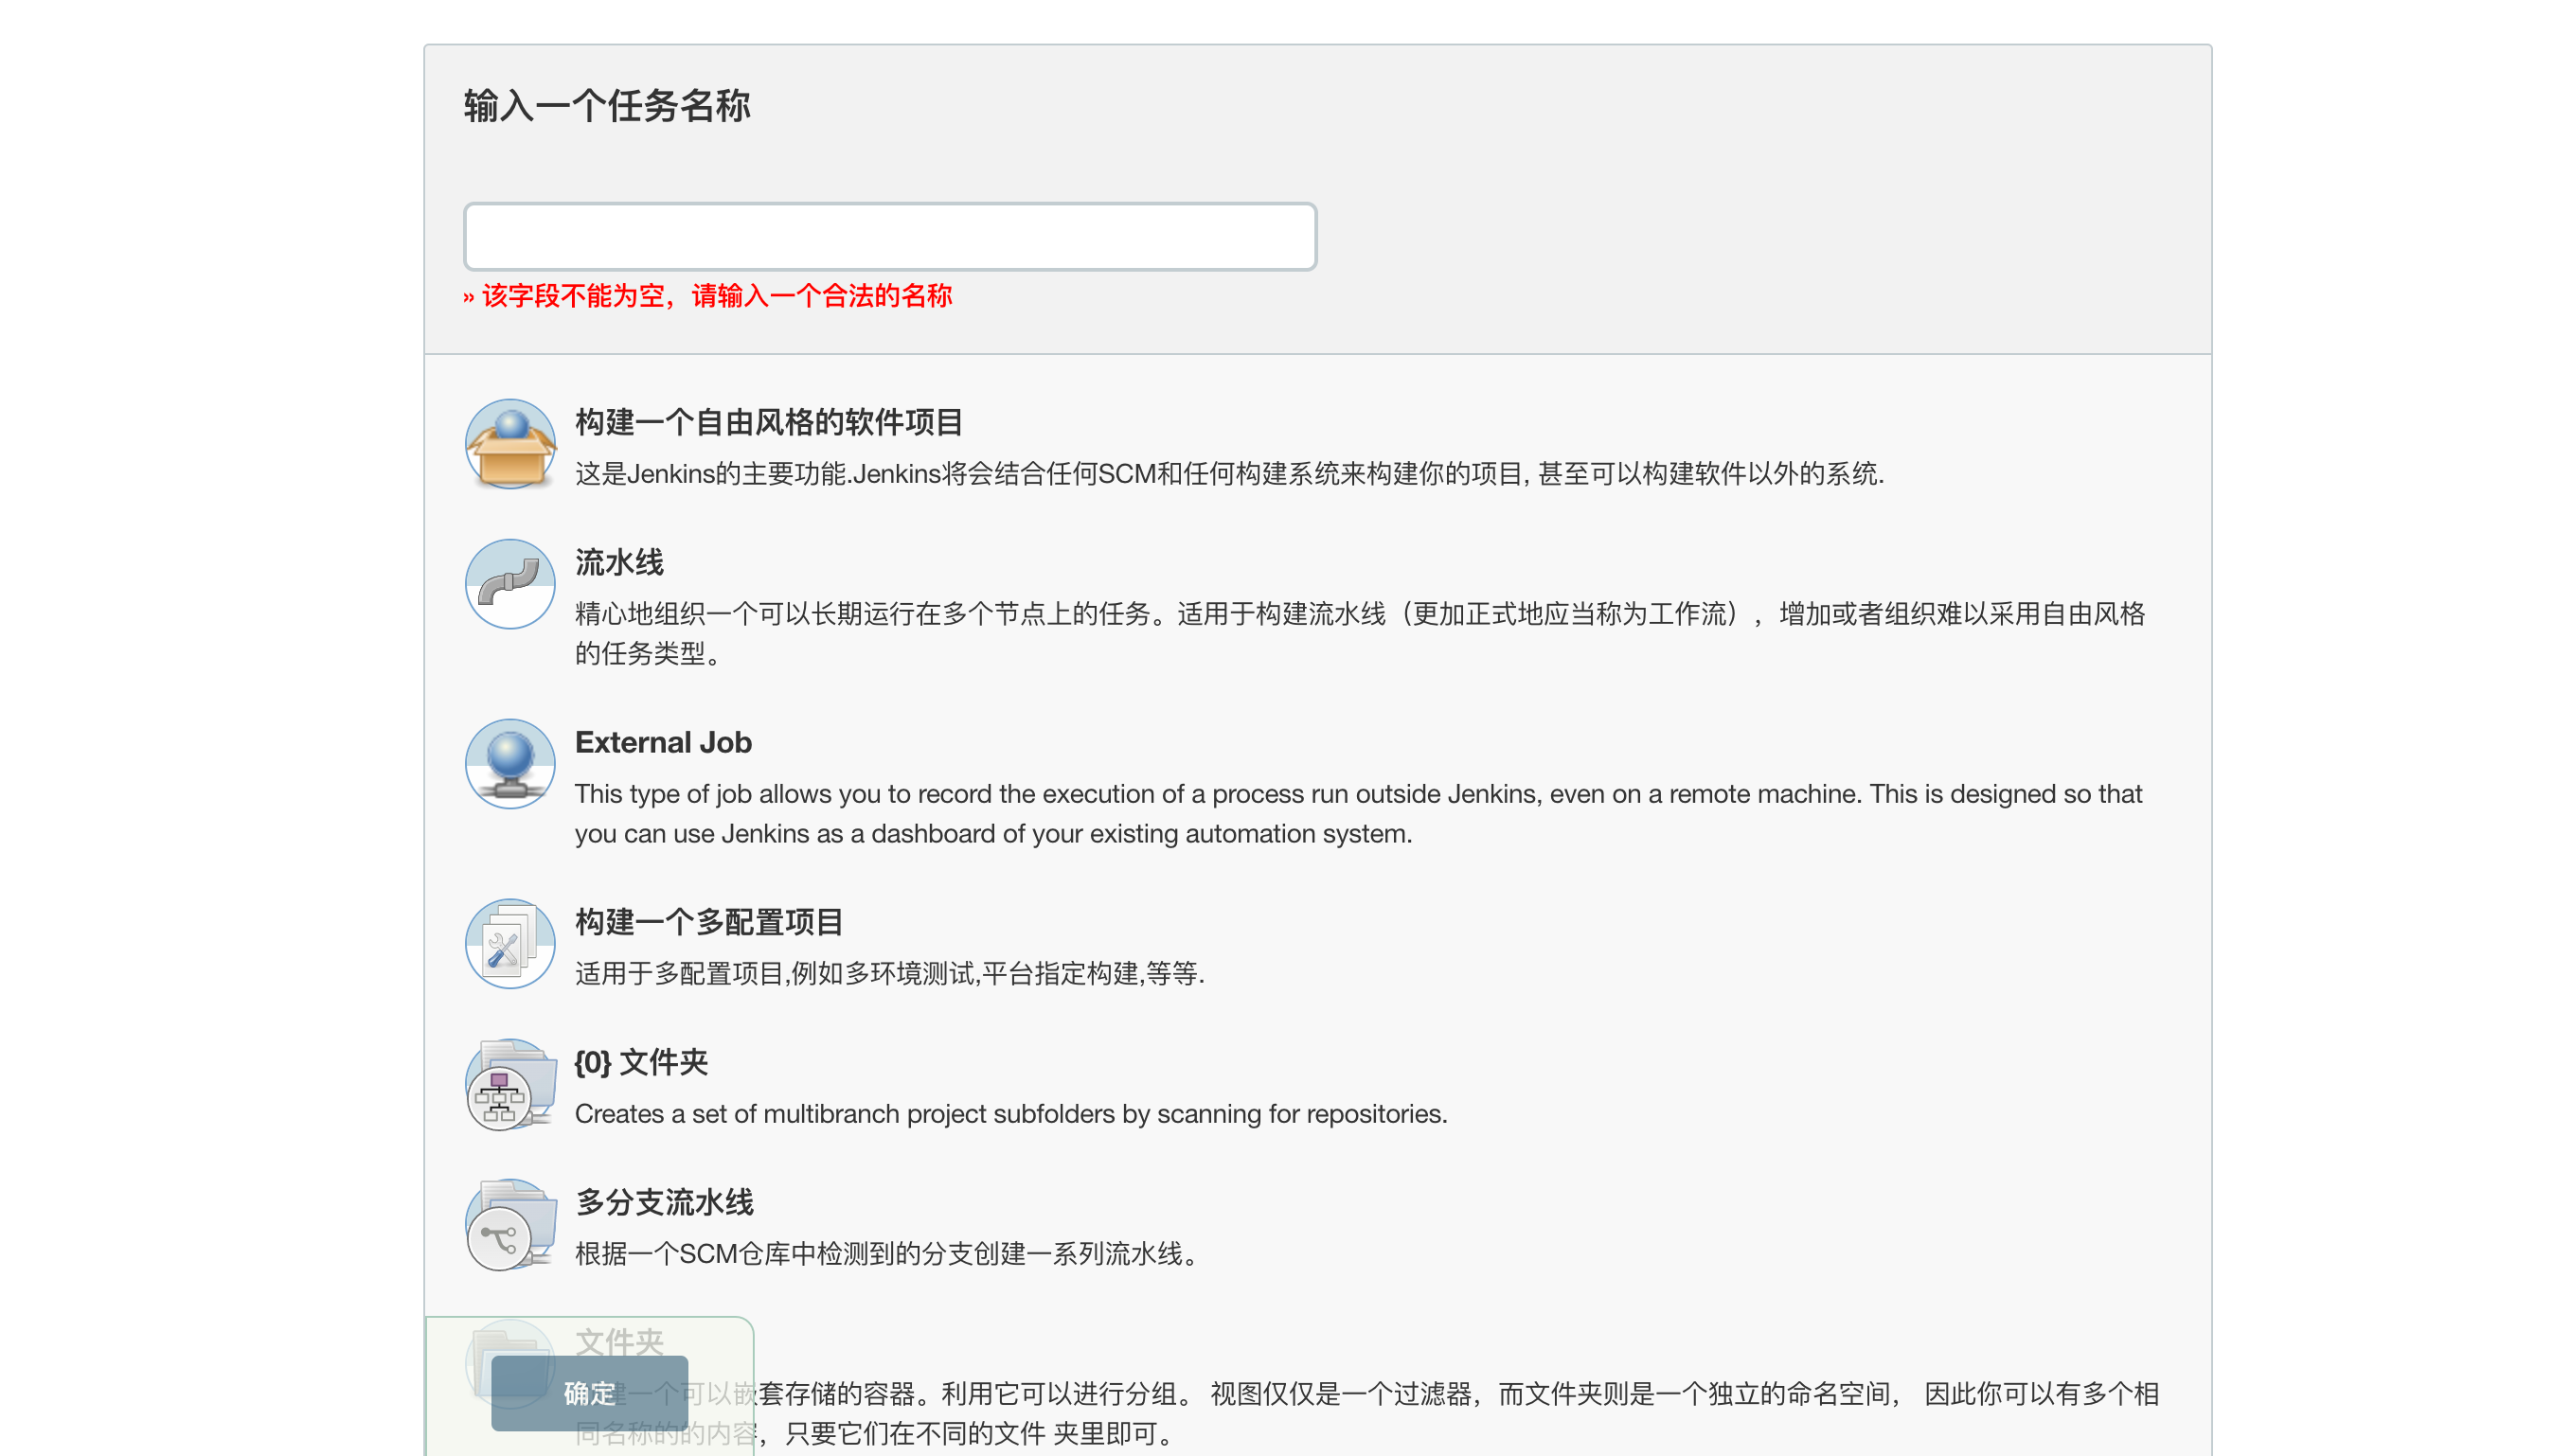 输入一个任务名称
» 该字段不能为空，请输入一个合法的名称
构建一个自由风格的软件项目
这是Jenkins的主要功能.Jenkins将会结合任何SCM和任何构建系统来构建你的项目, 甚至可以构建软件以外的系统.
流水线
精心地组织一个可以长期运行在多个节点上的任务。适用于构建流水线（更加正式地应当称为工作流），增加或者组织难以采用自由风格
的任务类型。
External Job
This type of job allows you to record the execution of a process run outside Jenkins, even on a remote machine. This is designed so that
you can use Jenkins as a dashboard of your existing automation system.
构建一个多配置项目
适用于多配置项目,例如多环境测试,平台指定构建,等等.
{0} 文件夹
Creates a set of multibranch project subfolders by scanning for repositories.
多分支流水线
根据一个SCM仓库中检测到的分支创建一系列流水线。
文件夹
确定
建一个可以嵌套存储的容器。利用它可以进行分组。 视图仅仅是一个过滤器，而文件夹则是一个独立的命名空间， 因此你可以有多个相
同名称的的内容，只要它们在不同的文件 夹里即可。